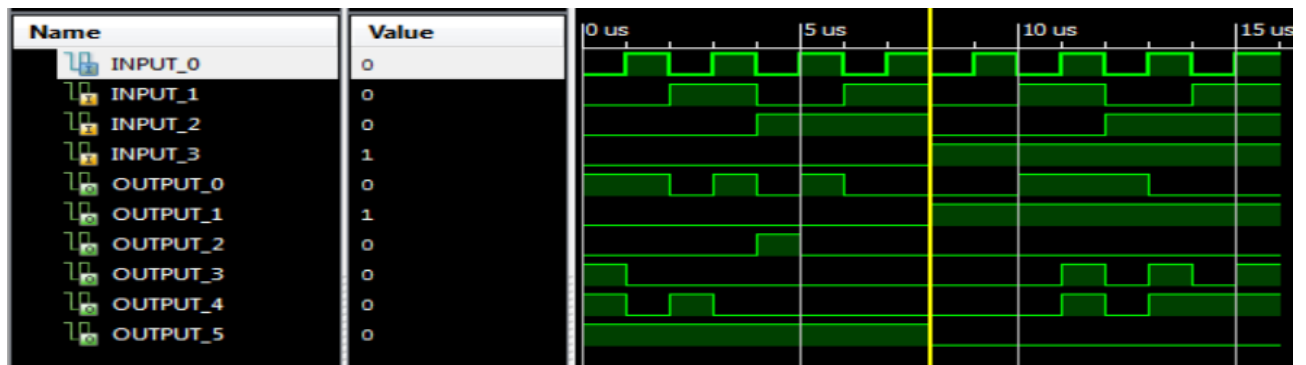 Name Value 0 us 5 us 10 us 15 us
INPUT_0 0
INPUT_1 0
INPUT_2 0
INPUT_3 1
OUTPUT_0 0
OUTPUT_1 1
OUTPUT_2 0
OUTPUT_3 0
OUTPUT_4 0
OUTPUT_5 0